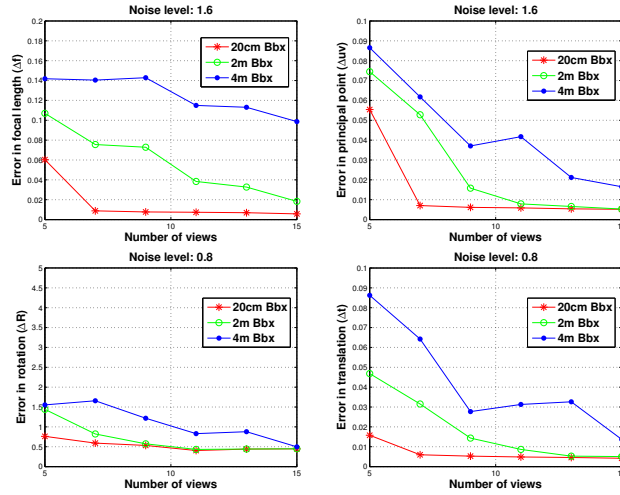 Noise level: 1.6
Error in focal length (Δf)
0.2
0.18
0.16
0.14
0.12
0.1
0.08
0.06
0.04
0.02
0
20cm Bbx
2m Bbx
4m Bbx
5 10 15
Number of views
Noise level: 1.6
Error in principal point (Δuv)
0.1
0.09
0.08
0.07
0.06
0.05
0.04
0.03
0.02
0.01
0
20cm Bbx
2m Bbx
4m Bbx
5 10
Number of views
Noise level: 0.8
Error in rotation (ΔR)
5
4.5
4
3.5
3
2.5
2
1.5
1
0.5
0
20cm Bbx
2m Bbx
4m Bbx
5 10 15
Number of views
Noise level: 0.8
Error in translation (Δt)
0.1
0.09
0.08
0.07
0.06
0.05
0.04
0.03
0.02
0.01
0
20cm Bbx
2m Bbx
4m Bbx
5 10
Number of views